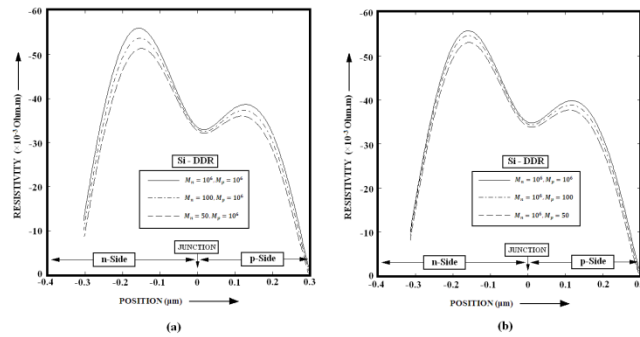 (a)
RESISTIVITY (×10⁻³ Ohm.m)
-60
-50
-40
-30
-20
-10
0
Si - DDR
Mn = 10⁶, Mp = 10⁶
Mn = 100, Mp = 10⁶
Mn = 50, Mp = 10⁶
JUNCTION
n-Side
p-Side
-0.4
-0.3
-0.2
-0.1
0
0.1
0.2
0.3
POSITION (µm)
(a)
(b)
RESISTIVITY (×10⁻³ Ohm.m)
-60
-50
-40
-30
-20
-10
0
Si - DDR
Mn = 10⁶, Mp = 10⁶
Mn = 10⁶, Mp = 100
Mn = 10⁶, Mp = 50
JUNCTION
n-Side
p-Side
-0.4
-0.3
-0.2
-0.1
0
0.1
0.2
0.3
POSITION (µm)
(b)